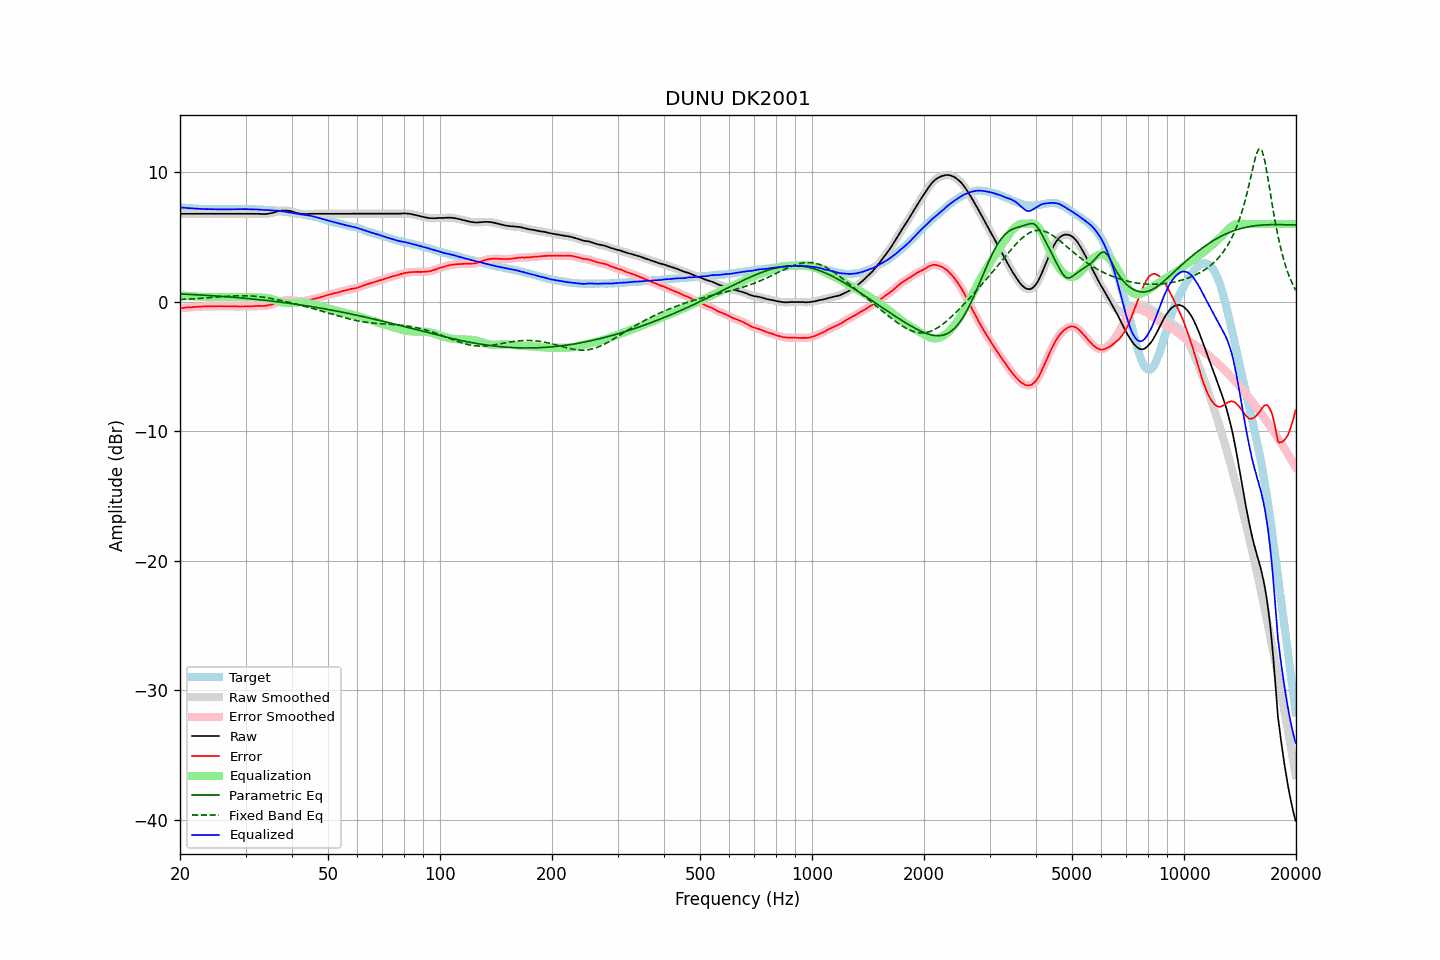 DUNU DK2001
Amplitude (dBr)
10
0
−10
−20
−30
−40
Target
Raw Smoothed
Error Smoothed
Raw
Error
Equalization
Parametric Eq
Fixed Band Eq
Equalized
20 50 100 200 500 1000 2000 5000 10000 20000
Frequency (Hz)